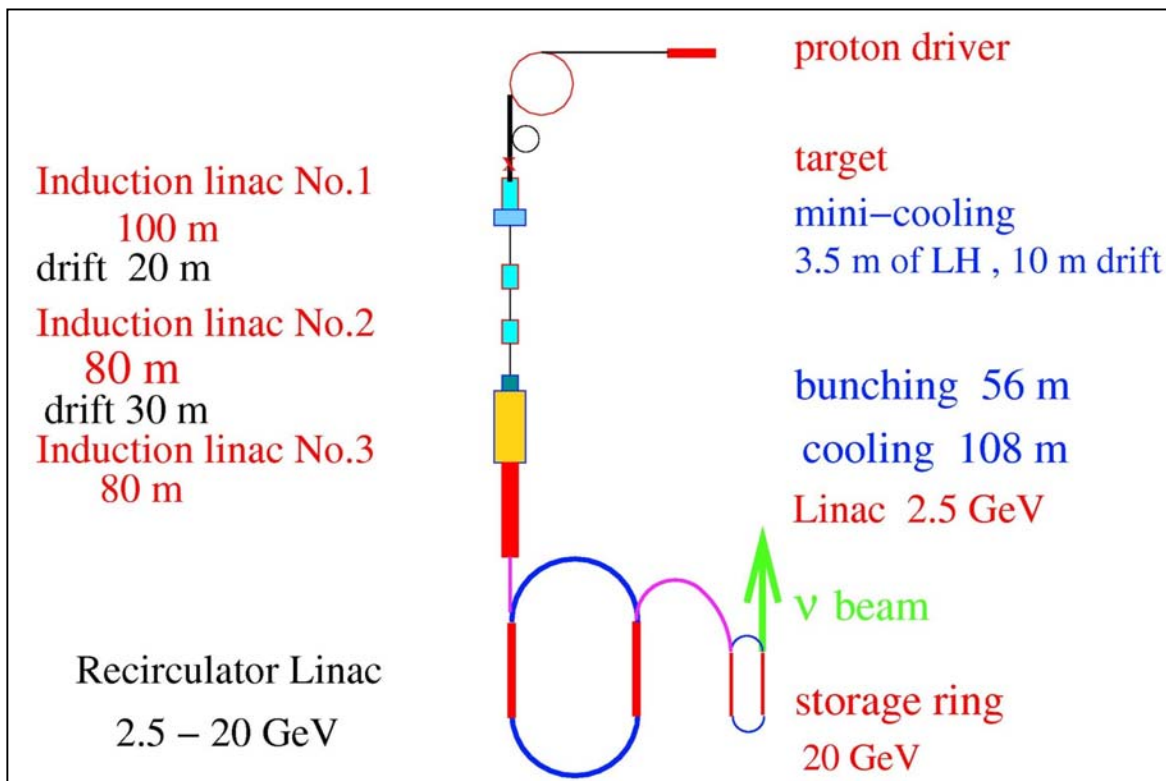 proton driver
target
mini−cooling
3.5 m of LH , 10 m drift
Induction linac No.1
100 m
drift 20 m
Induction linac No.2
80 m
drift 30 m
Induction linac No.3
80 m
bunching 56 m
cooling 108 m
Linac 2.5 GeV
ν beam
Recirculator Linac
2.5 − 20 GeV
storage ring
20 GeV